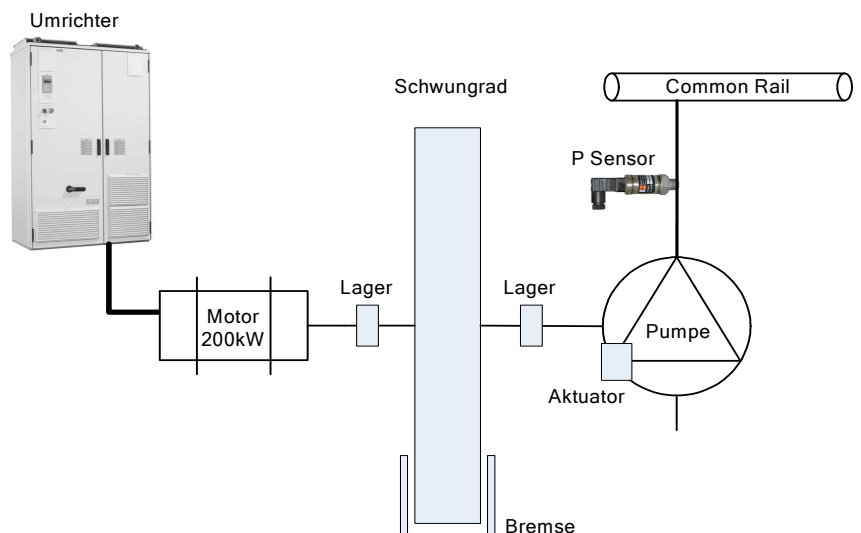 Umrichter
Schwungrad
Common Rail
P Sensor
Lager
Lager
Motor
200kW
Pumpe
Aktuator
Bremse